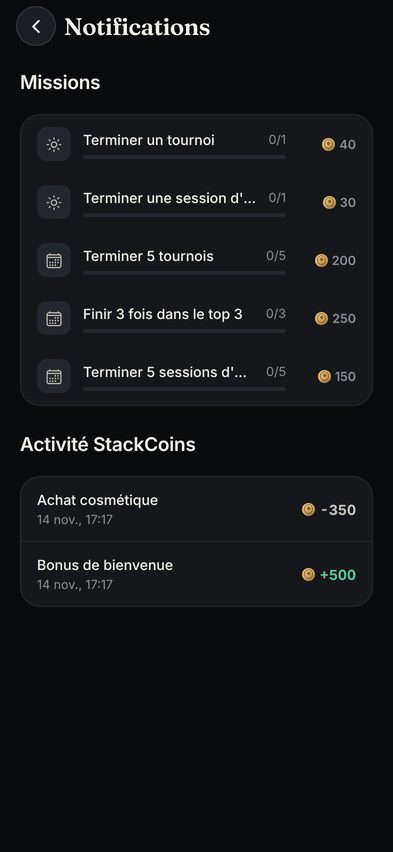 Notifications
Missions
Terminer un tournoi 0/1 40
Terminer une session d'... 0/1 30
Terminer 5 tournois 0/5 200
Finir 3 fois dans le top 3 0/3 250
Terminer 5 sessions d'... 0/5 150
Activité StackCoins
Achat cosmétique
14 nov., 17:17
-350
Bonus de bienvenue
14 nov., 17:17
+500